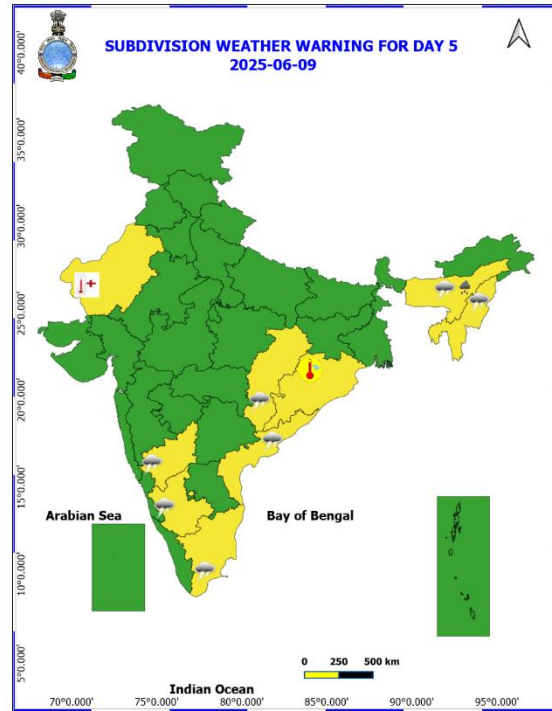 SUBDIVISION WEATHER WARNING FOR DAY 5
2025-06-09
40°0.000'
35°0.000'
30°0.000'
25°0.000'
20°0.000'
15°0.000'
10°0.000'
5°0.000'
Arabian Sea
Bay of Bengal
Indian Ocean
0 250 500 km
70°0.000' 75°0.000' 80°0.000' 85°0.000' 90°0.000' 95°0.000'